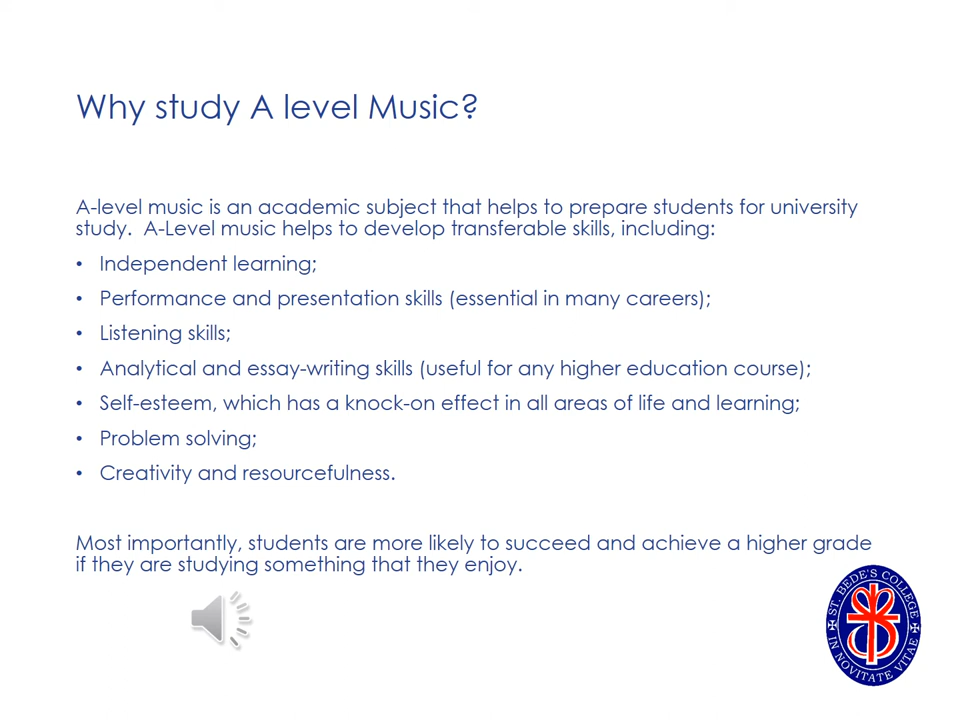 Why study A level Music?
A-level music is an academic subject that helps to prepare students for university
study.  A-Level music helps to develop transferable skills, including:
• Independent learning;
• Performance and presentation skills (essential in many careers);
• Listening skills;
• Analytical and essay-writing skills (useful for any higher education course);
• Self-esteem, which has a knock-on effect in all areas of life and learning;
• Problem solving;
• Creativity and resourcefulness.
Most importantly, students are more likely to succeed and achieve a higher grade
if they are studying something that they enjoy.
ST. BEDE'S COLLEGE
IN NOVITATE VITAE